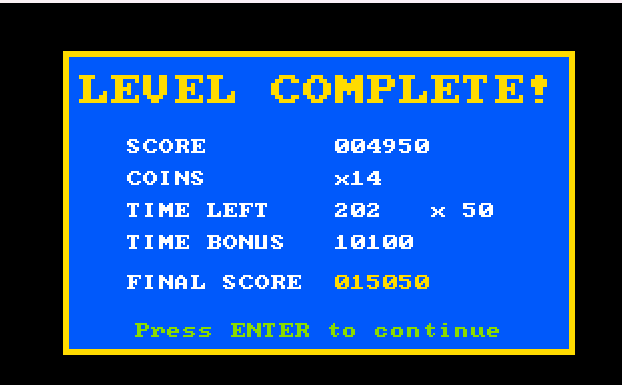 LEVEL COMPLETE!
SCORE 004950
COINS x14
TIME LEFT 202 x 50
TIME BONUS 10100
FINAL SCORE 015050
Press ENTER to continue